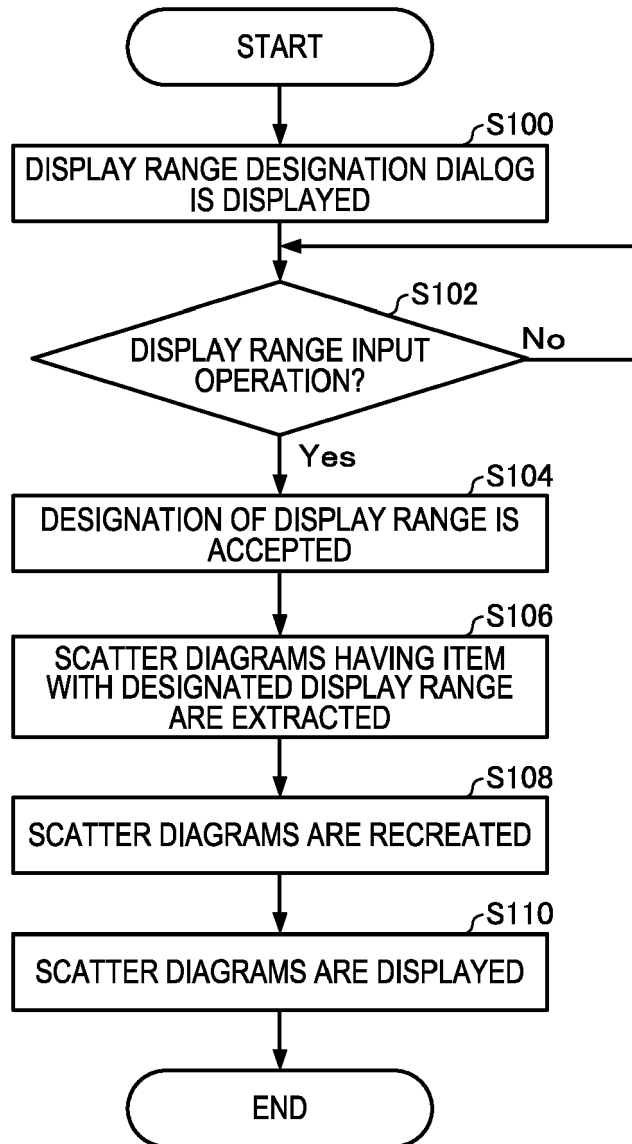 START
S100
DISPLAY RANGE DESIGNATION DIALOG
IS DISPLAYED
S102
DISPLAY RANGE INPUT
OPERATION?
No
Yes
S104
DESIGNATION OF DISPLAY RANGE IS
ACCEPTED
S106
SCATTER DIAGRAMS HAVING ITEM
WITH DESIGNATED DISPLAY RANGE
ARE EXTRACTED
S108
SCATTER DIAGRAMS ARE RECREATED
S110
SCATTER DIAGRAMS ARE DISPLAYED
END